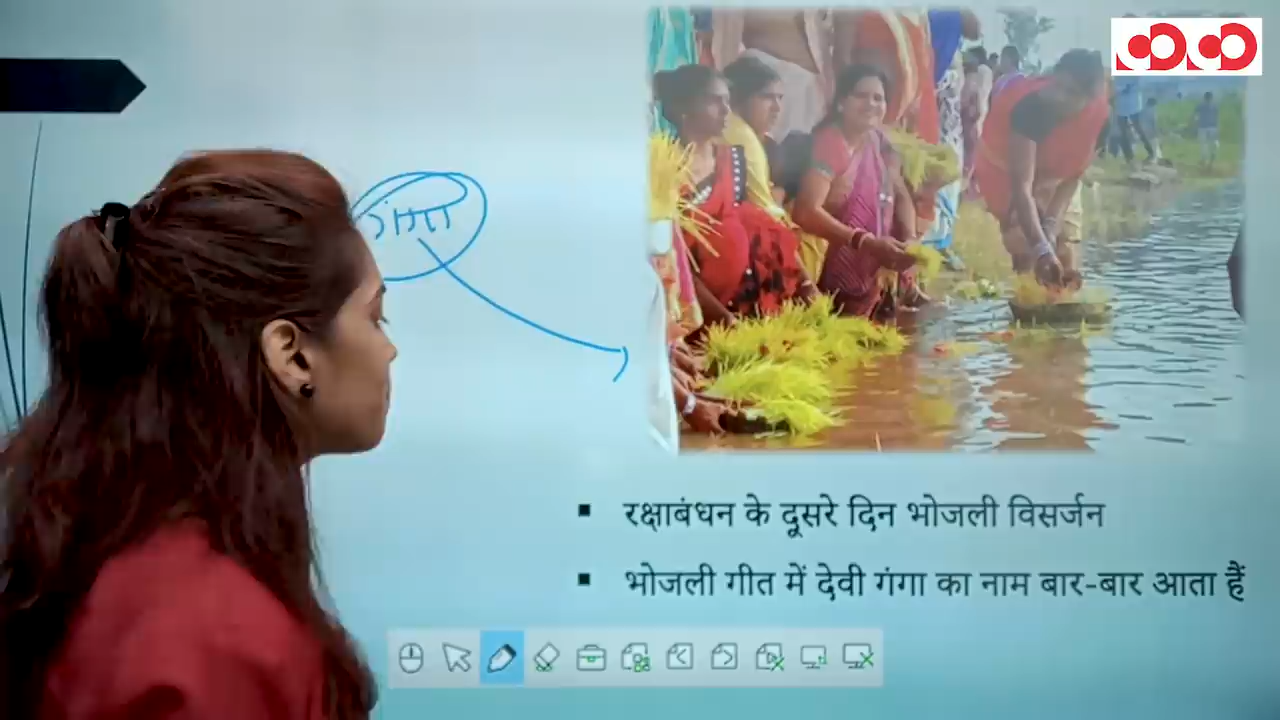 गंगा
रक्षाबंधन के दूसरे दिन भोजली विसर्जन
भोजली गीत में देवी गंगा का नाम बार-बार आता हैं